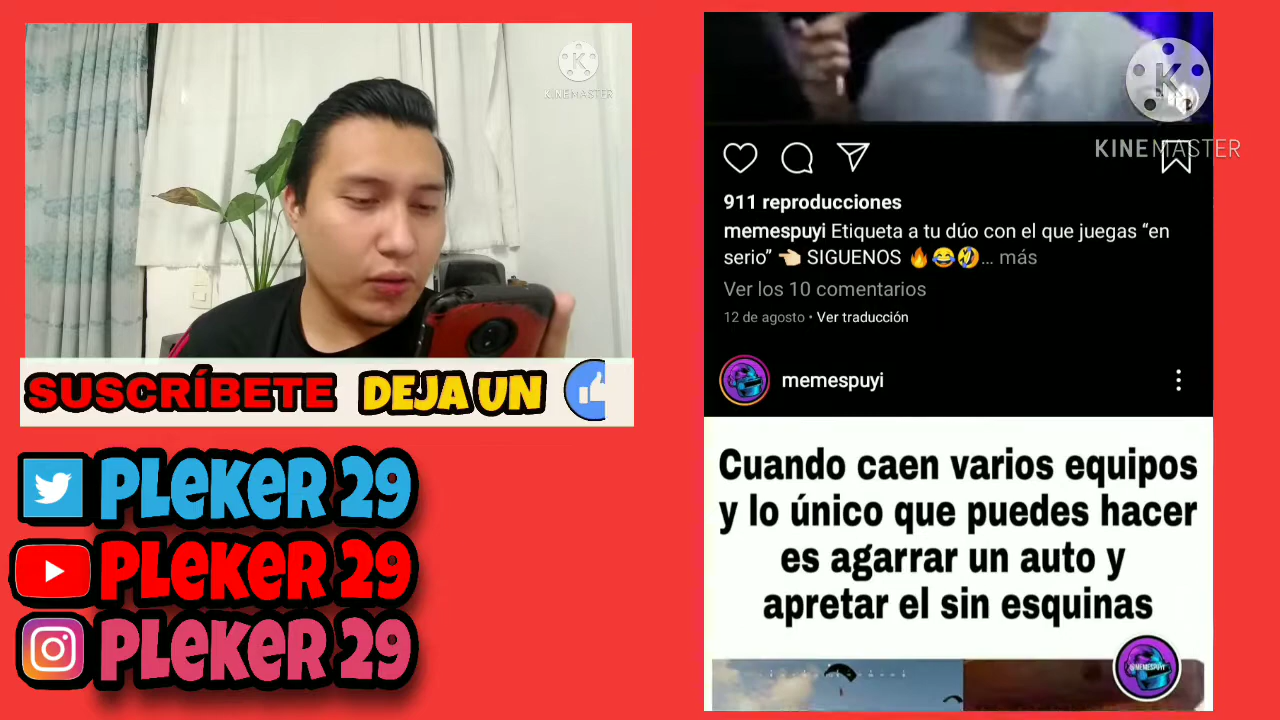 KINEMASTER
SUSCRÍBETE DEJA UN
PLEKER 29
PLEKER 29
PLEKER 29
KINEMASTER
911 reproducciones
memespuyi Etiqueta a tu dúo con el que juegas “en
serio” 👈🏻 SIGUENOS 🔥😂🤣... más
Ver los 10 comentarios
12 de agosto • Ver traducción
memespuyi
Cuando caen varios equipos
y lo único que puedes hacer
es agarrar un auto y
apretar el sin esquinas
@MEMESPUYI